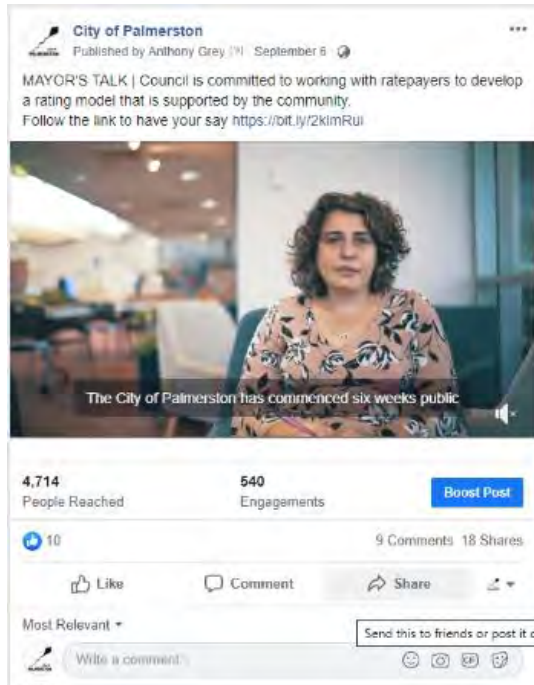 City of Palmerston
Published by Anthony Grey September 6
MAYOR'S TALK | Council is committed to working with ratepayers to develop
a rating model that is supported by the community.
Follow the link to have your say https://bit.ly/2klmRui
The City of Palmerston has commenced six weeks public
4,714
People Reached
540
Engagements
Boost Post
10
9 Comments 18 Shares
Like
Comment
Share
Most Relevant
Send this to friends or post it
Write a comment
GIF